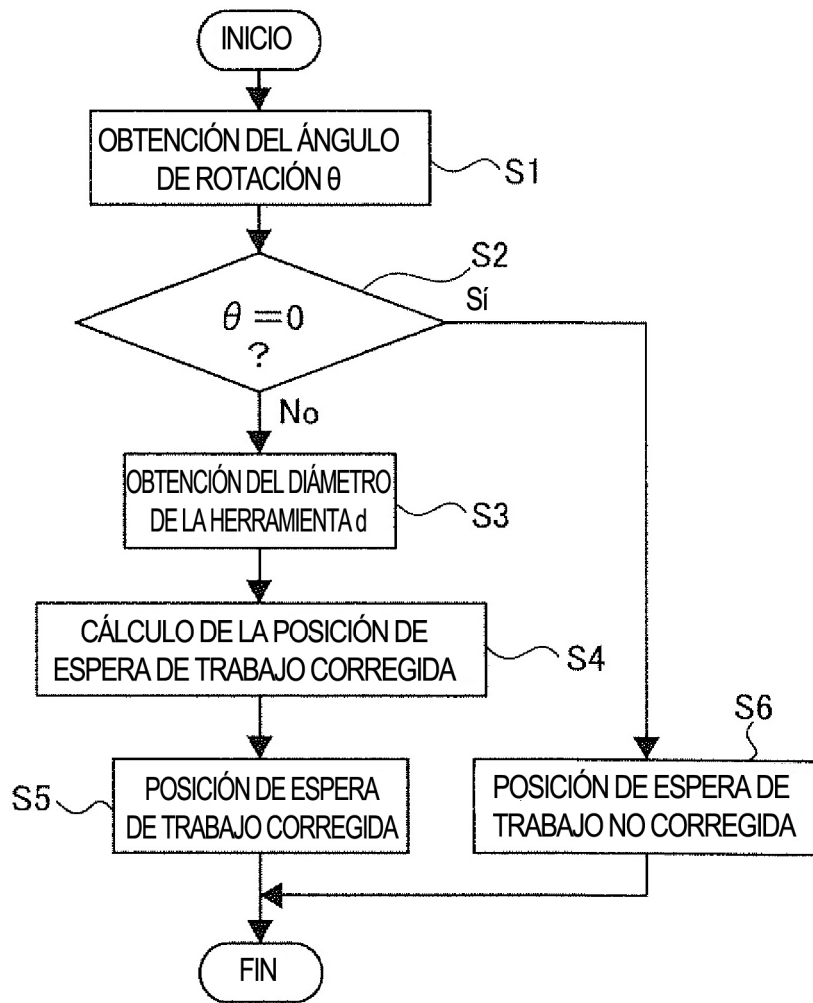 INICIO
OBTENCIÓN DEL ÁNGULO
DE ROTACIÓN θ
S1
S2
θ=0
?
Sí
No
OBTENCIÓN DEL DIÁMETRO
DE LA HERRAMIENTA d
S3
CÁLCULO DE LA POSICIÓN DE
ESPERA DE TRABAJO CORREGIDA
S4
S5
POSICIÓN DE ESPERA
DE TRABAJO CORREGIDA
S6
POSICIÓN DE ESPERA DE
TRABAJO NO CORREGIDA
FIN